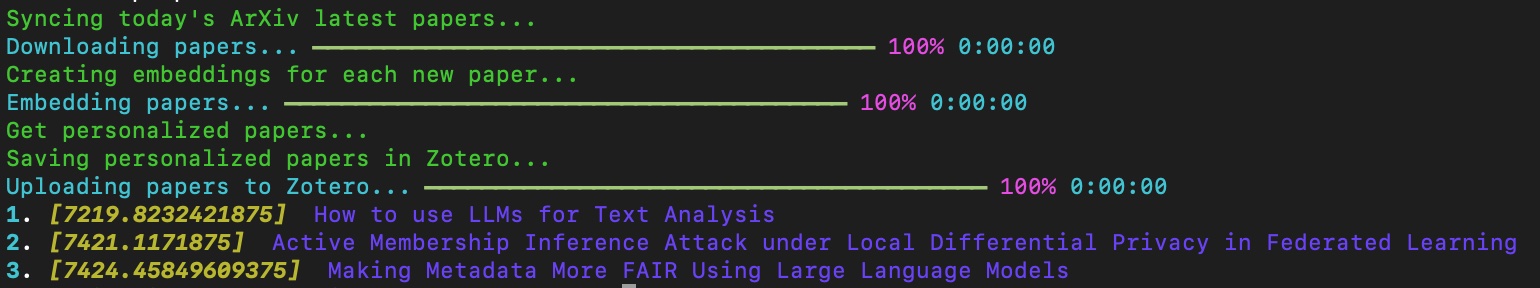 Syncing today's ArXiv latest papers...
Downloading papers... 100% 0:00:00
Creating embeddings for each new paper...
Embedding papers... 100% 0:00:00
Get personalized papers...
Saving personalized papers in Zotero...
Uploading papers to Zotero... 100% 0:00:00
1. [7219.8232421875] How to use LLMs for Text Analysis
2. [7421.1171875] Active Membership Inference Attack under Local Differential Privacy in Federated Learning
3. [7424.45849609375] Making Metadata More FAIR Using Large Language Models